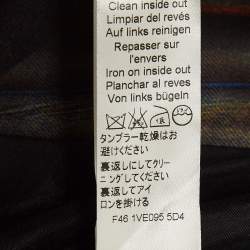 Clean inside out
Limpiar del revés
Auf links reinigen
Repasser sur
l'envers
Iron on inside out
Planchar al revés
Von links bügeln
タンブラー乾燥はお
避けください
裏返しにしてクリー
ニングしてください
裏返してアイ
ロンを掛ける
F46 1VE095 5D4